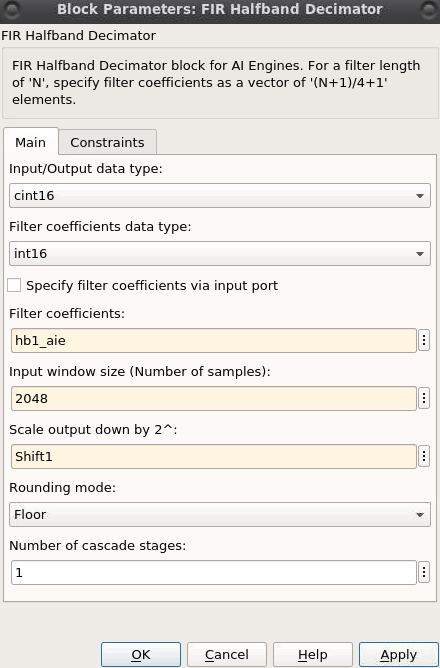 Block Parameters: FIR Halfband Decimator
FIR Halfband Decimator
FIR Halfband Decimator block for AI Engines. For a filter length
of 'N', specify filter coefficients as a vector of '(N+1)/4+1'
elements.
Main
Constraints
Input/Output data type:
cint16
Filter coefficients data type:
int16
Specify filter coefficients via input port
Filter coefficients:
hb1_aie
Input window size (Number of samples):
2048
Scale output down by 2^:
Shift1
Rounding mode:
Floor
Number of cascade stages:
1
OK
Cancel
Help
Apply